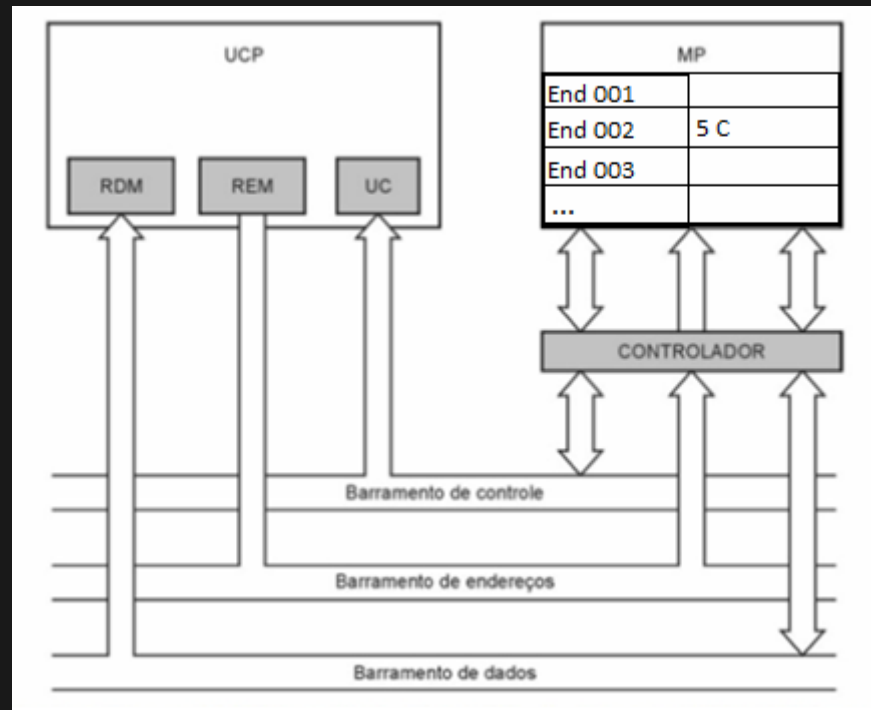 UCP
MP
End 001
End 002 5 C
End 003
...
RDM REM UC
CONTROLADOR
Barramento de controle
Barramento de endereços
Barramento de dados